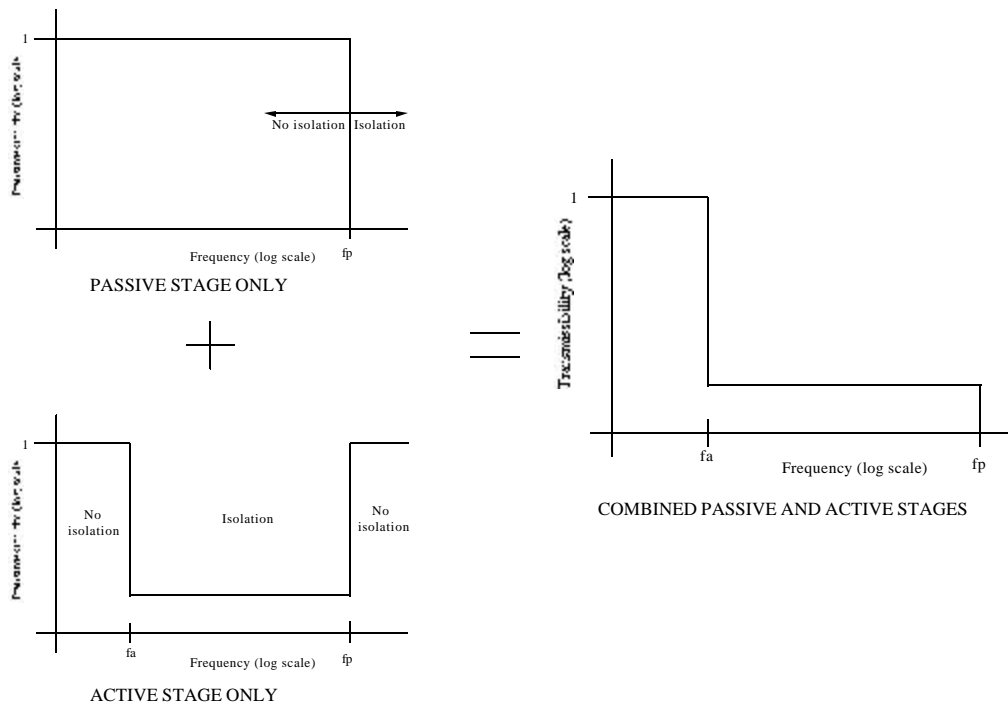 1
No isolation
Isolation
Frequency (log scale)
fp
PASSIVE STAGE ONLY
1
No
isolation
Isolation
No
isolation
fa
Frequency (log scale)
fp
ACTIVE STAGE ONLY
1
Transmissibility (log scale)
fa
Frequency (log scale)
fp
COMBINED PASSIVE AND ACTIVE STAGES